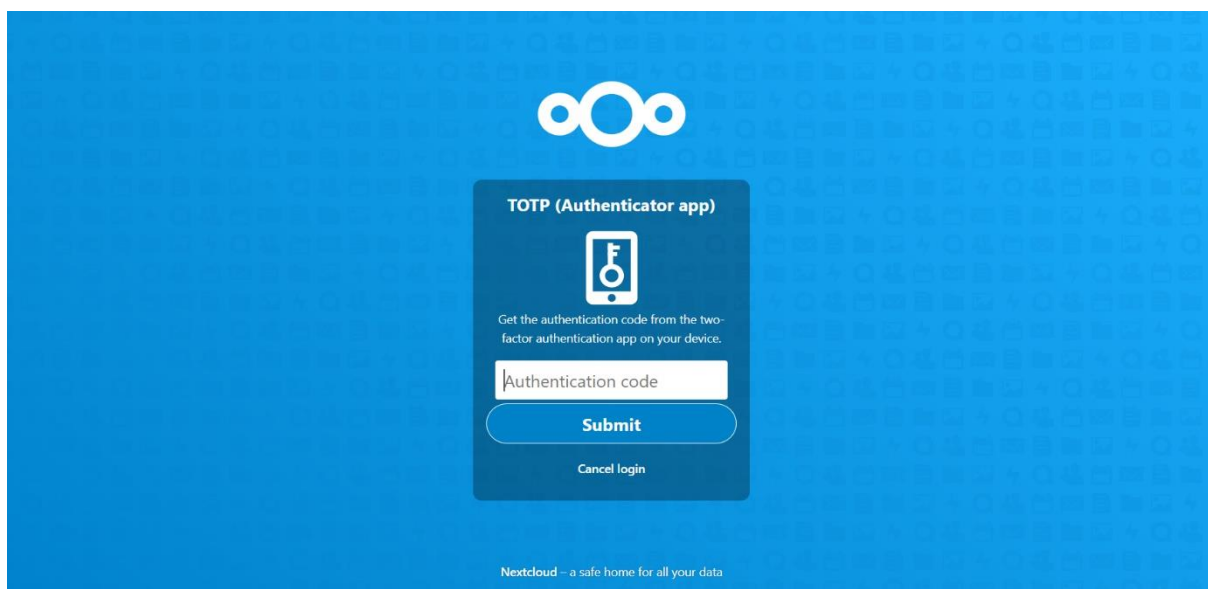 TOTP (Authenticator app)
Get the authentication code from the two-
factor authentication app on your device.
Authentication code
Submit
Cancel login
Nextcloud – a safe home for all your data